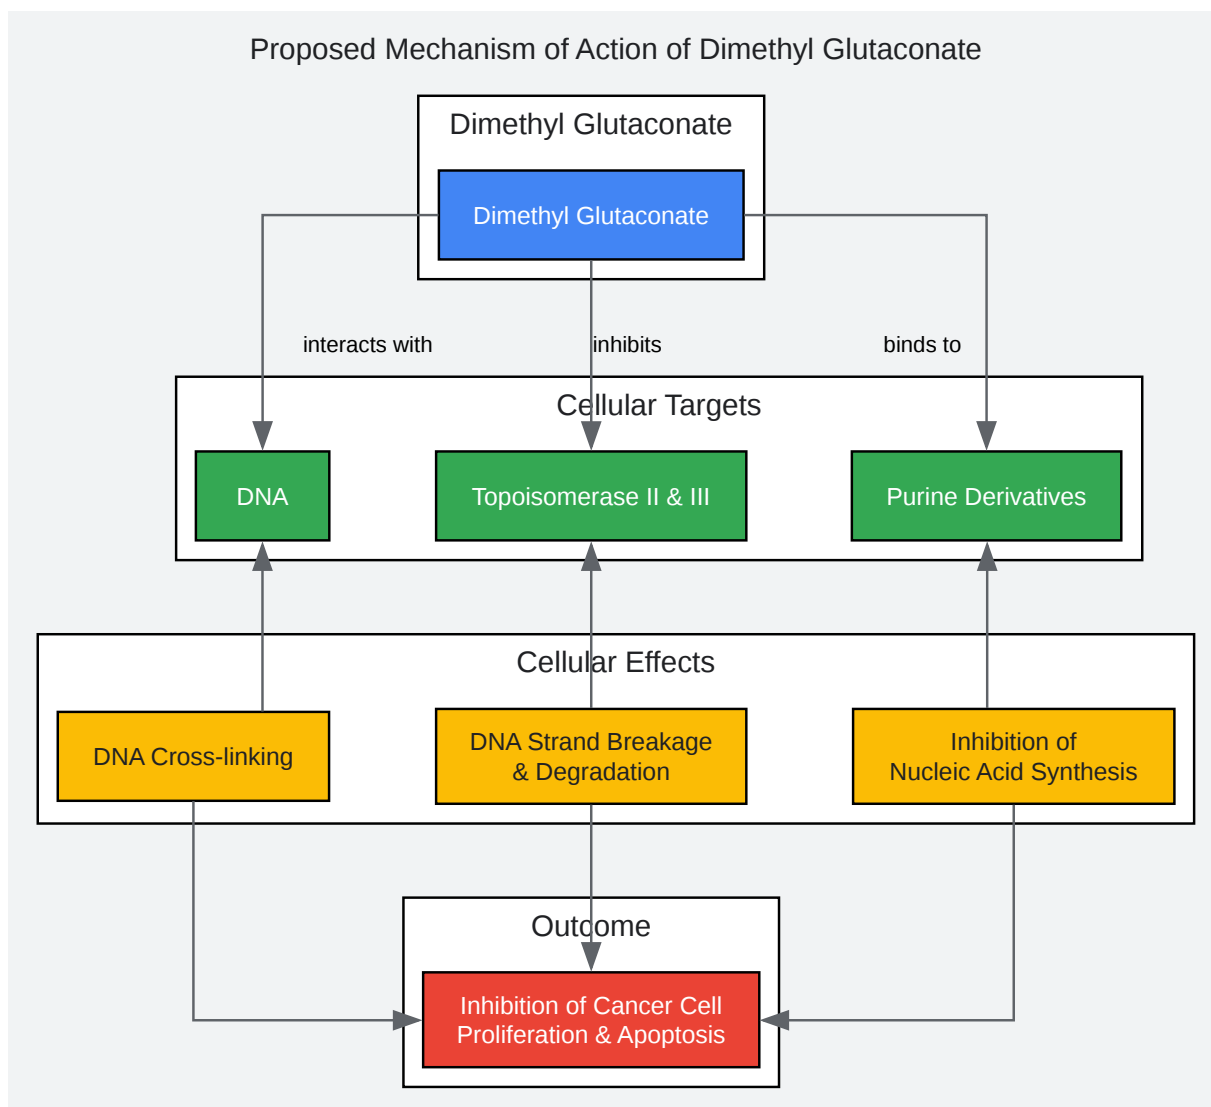 Proposed Mechanism of Action of Dimethyl Glutaconate
Dimethyl Glutaconate
Dimethyl Glutaconate
interacts with
inhibits
binds to
Cellular Targets
DNA
Topoisomerase II & III
Purine Derivatives
Cellular Effects
DNA Cross-linking
DNA Strand Breakage
& Degradation
Inhibition of
Nucleic Acid Synthesis
Outcome
Inhibition of Cancer Cell
Proliferation & Apoptosis